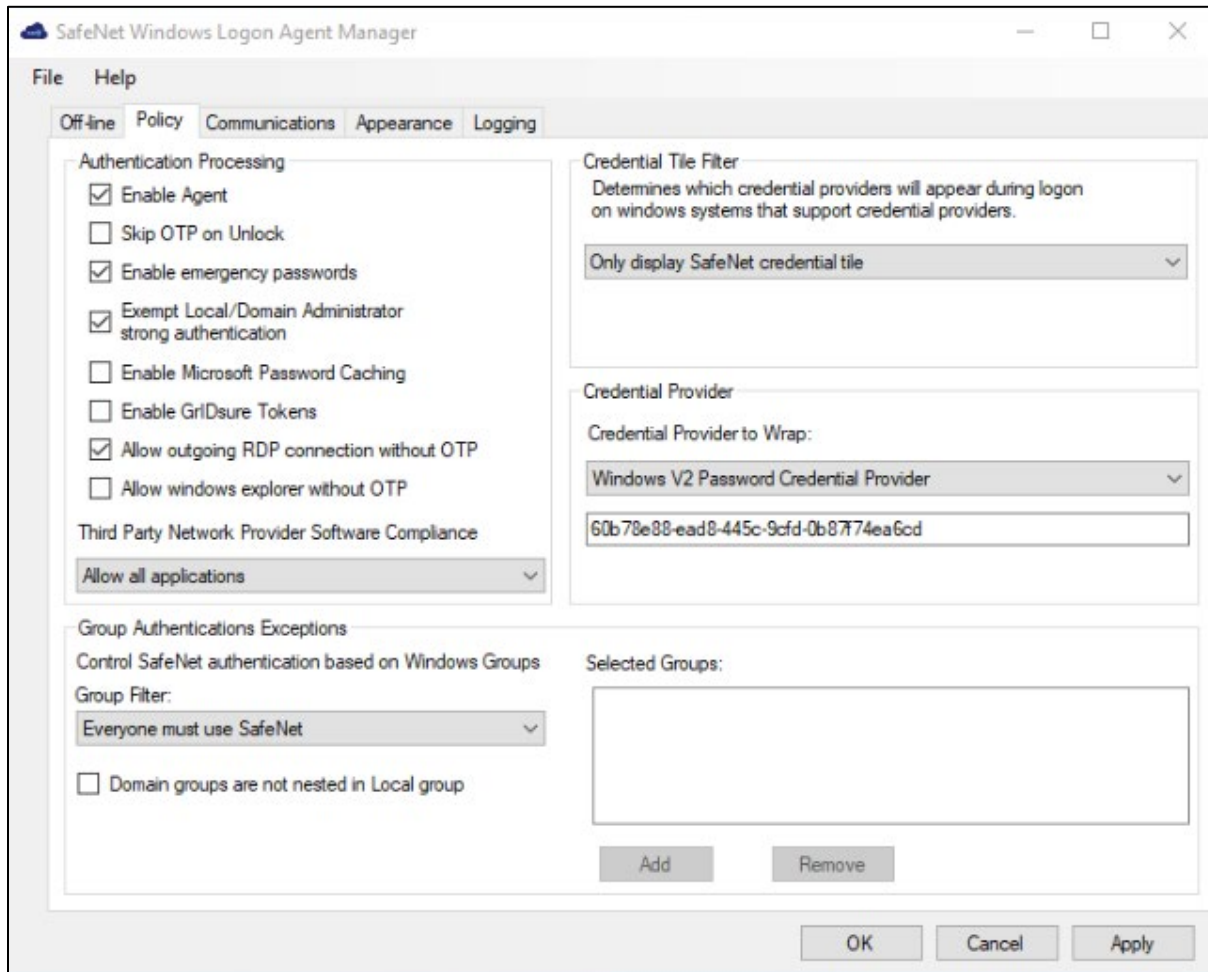 SafeNet Windows Logon Agent Manager
File Help
Off-line Policy Communications Appearance Logging
Authentication Processing
Enable Agent
Skip OTP on Unlock
Enable emergency passwords
Exempt Local/Domain Administrator
strong authentication
Enable Microsoft Password Caching
Enable GrIDsure Tokens
Allow outgoing RDP connection without OTP
Allow windows explorer without OTP
Third Party Network Provider Software Compliance
Allow all applications
Credential Tile Filter
Determines which credential providers will appear during logon
on windows systems that support credential providers.
Only display SafeNet credential tile
Credential Provider
Credential Provider to Wrap:
Windows V2 Password Credential Provider
60b78e88-ead8-445c-9cfd-0b87f74ea6cd
Group Authentications Exceptions
Control SafeNet authentication based on Windows Groups
Group Filter:
Everyone must use SafeNet
Domain groups are not nested in Local group
Selected Groups:
Add Remove
OK Cancel Apply